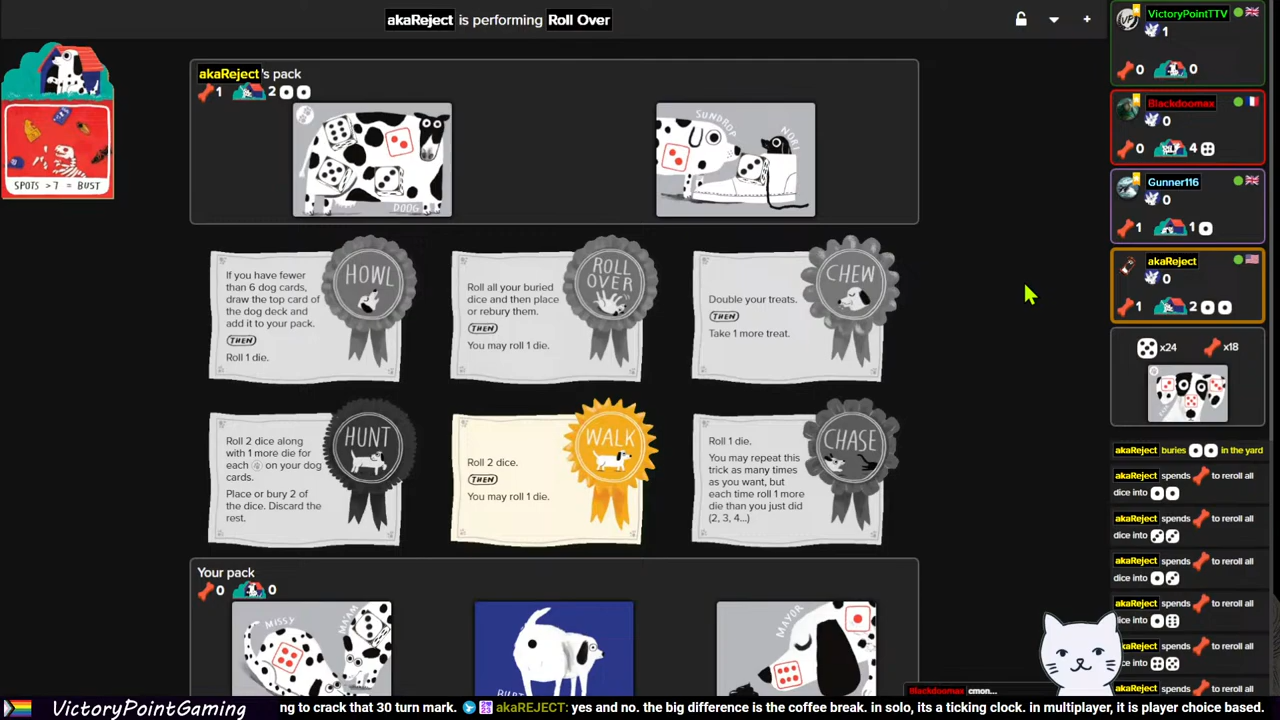 akaReject is performing Roll Over
VictoryPointTTV
1
0 0
Blackdoomax
0
0 4
Gunner116
0
1 1
akaReject
0
1 2
x24 x18
SPOTS >7 = BUST
akaReject's pack
1 2
DOOG
SUNDROP
NORI
If you have fewer
than 6 dog cards,
draw the top card of
the dog deck and
add it to your pack.
THEN
Roll 1 die.
HOWL
Roll all your buried
dice and then place
or rebury them.
THEN
You may roll 1 die.
ROLL
OVER
Double your treats.
THEN
Take 1 more treat.
CHEW
Roll 2 dice along
with 1 more die for
each on your dog
cards.
Place or bury 2 of
the dice. Discard the
rest.
HUNT
Roll 2 dice.
THEN
You may roll 1 die.
WALK
Roll 1 die.
You may repeat this
trick as many times
as you want, but
each time roll 1 more
die than you just did
(2, 3, 4...)
CHASE
Your pack
0 0
MISSY
MAAM
MAYOR
akaReject buries in the yard
akaReject spends to reroll all
dice into
akaReject spends to reroll all
dice into
akaReject spends to reroll all
dice into
akaReject spends to reroll all
dice into
akaReject spends to reroll all
dice into
akaReject spends to reroll all
Blackdoomax cmon...
VictoryPointGaming
ng to crack that 30 turn mark. akaREJECT: yes and no. the big difference is the coffee break. in solo, its a ticking clock. in multiplayer, it is player choice based.